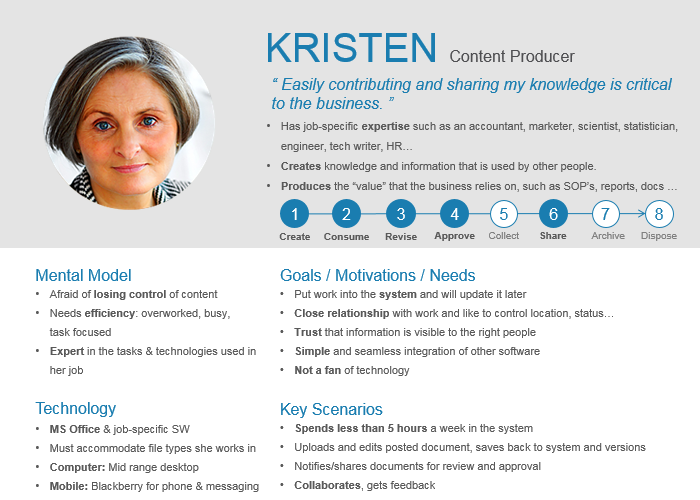 KRISTEN Content Producer
“ Easily contributing and sharing my knowledge is critical
to the business. ”
• Has job-specific expertise such as an accountant, marketer, scientist, statistician,
engineer, tech writer, HR…
• Creates knowledge and information that is used by other people.
• Produces the “value” that the business relies on, such as SOP’s, reports, docs …
1 2 3 4 5 6 7 8
Create Consume Revise Approve Collect Share Archive Dispose
Mental Model
• Afraid of losing control of content
• Needs efficiency: overworked, busy,
task focused
• Expert in the tasks & technologies used in
her job
Goals / Motivations / Needs
• Put work into the system and will update it later
• Close relationship with work and like to control location, status…
• Trust that information is visible to the right people
• Simple and seamless integration of other software
• Not a fan of technology
Technology
• MS Office & job-specific SW
• Must accommodate file types she works in
• Computer: Mid range desktop
• Mobile: Blackberry for phone & messaging
Key Scenarios
• Spends less than 5 hours a week in the system
• Uploads and edits posted document, saves back to system and versions
• Notifies/shares documents for review and approval
• Collaborates, gets feedback